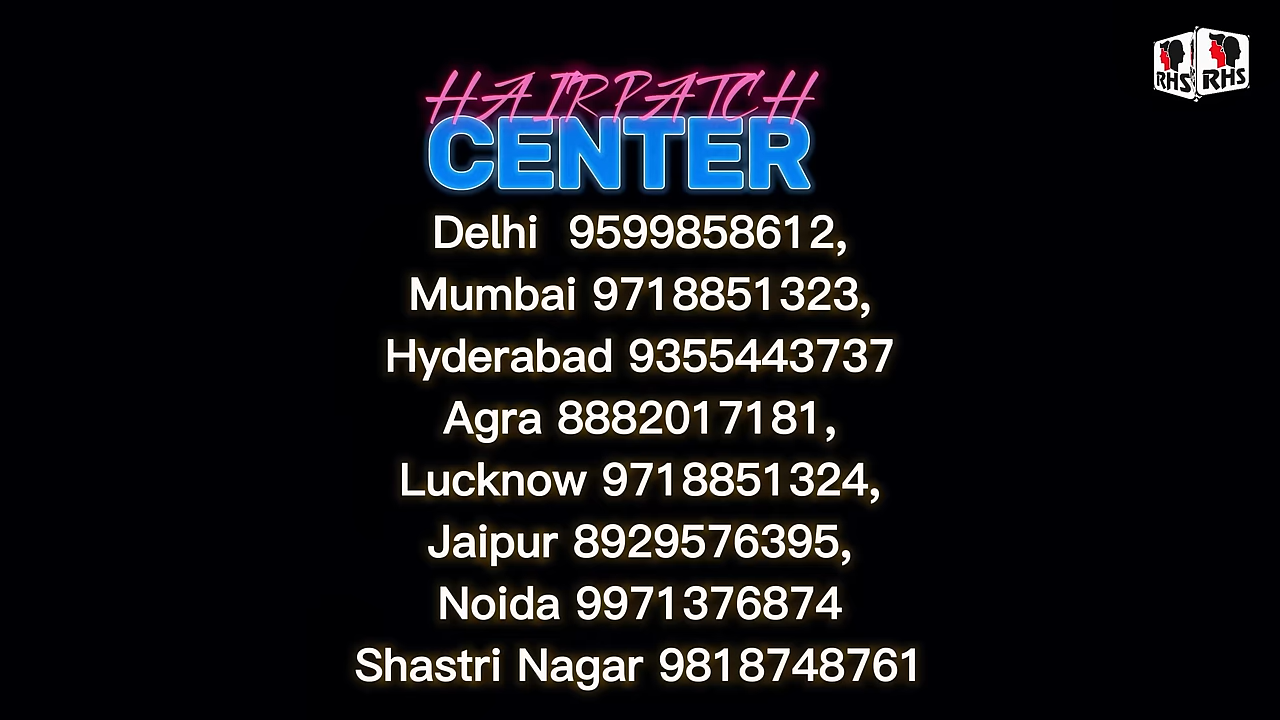 RHS RHS
HAIRPATCH
CENTER
Delhi 9599858612,
Mumbai 9718851323,
Hyderabad 9355443737
Agra 8882017181,
Lucknow 9718851324,
Jaipur 8929576395,
Noida 9971376874
Shastri Nagar 9818748761